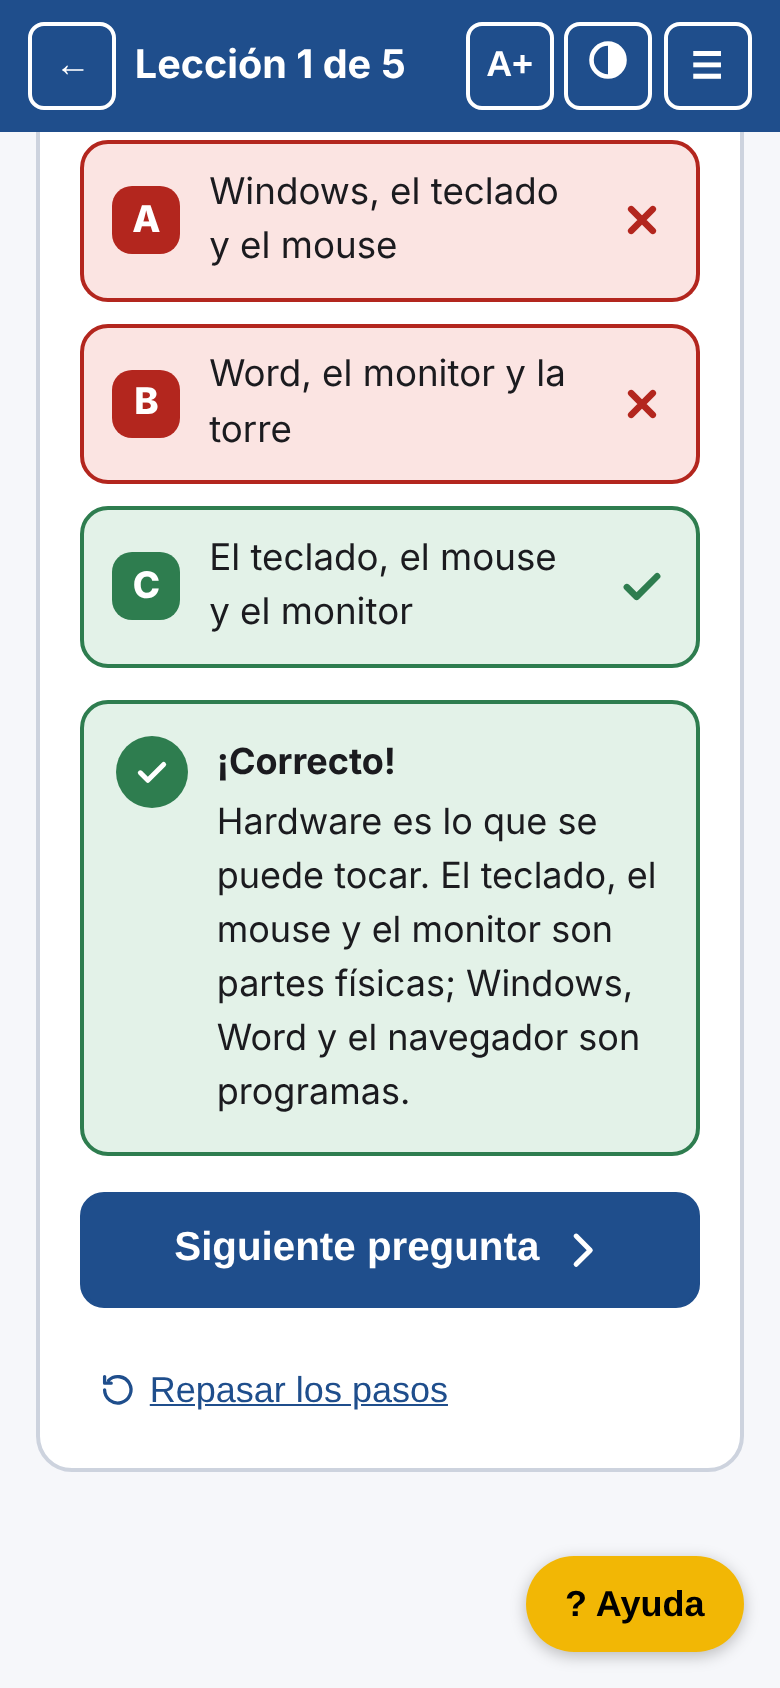 ← Lección 1 de 5 A+
A Windows, el teclado
y el mouse
B Word, el monitor y la
torre
C El teclado, el mouse
y el monitor
¡Correcto!
Hardware es lo que se
puede tocar. El teclado, el
mouse y el monitor son
partes físicas; Windows,
Word y el navegador son
programas.
Siguiente pregunta
Repasar los pasos
? Ayuda